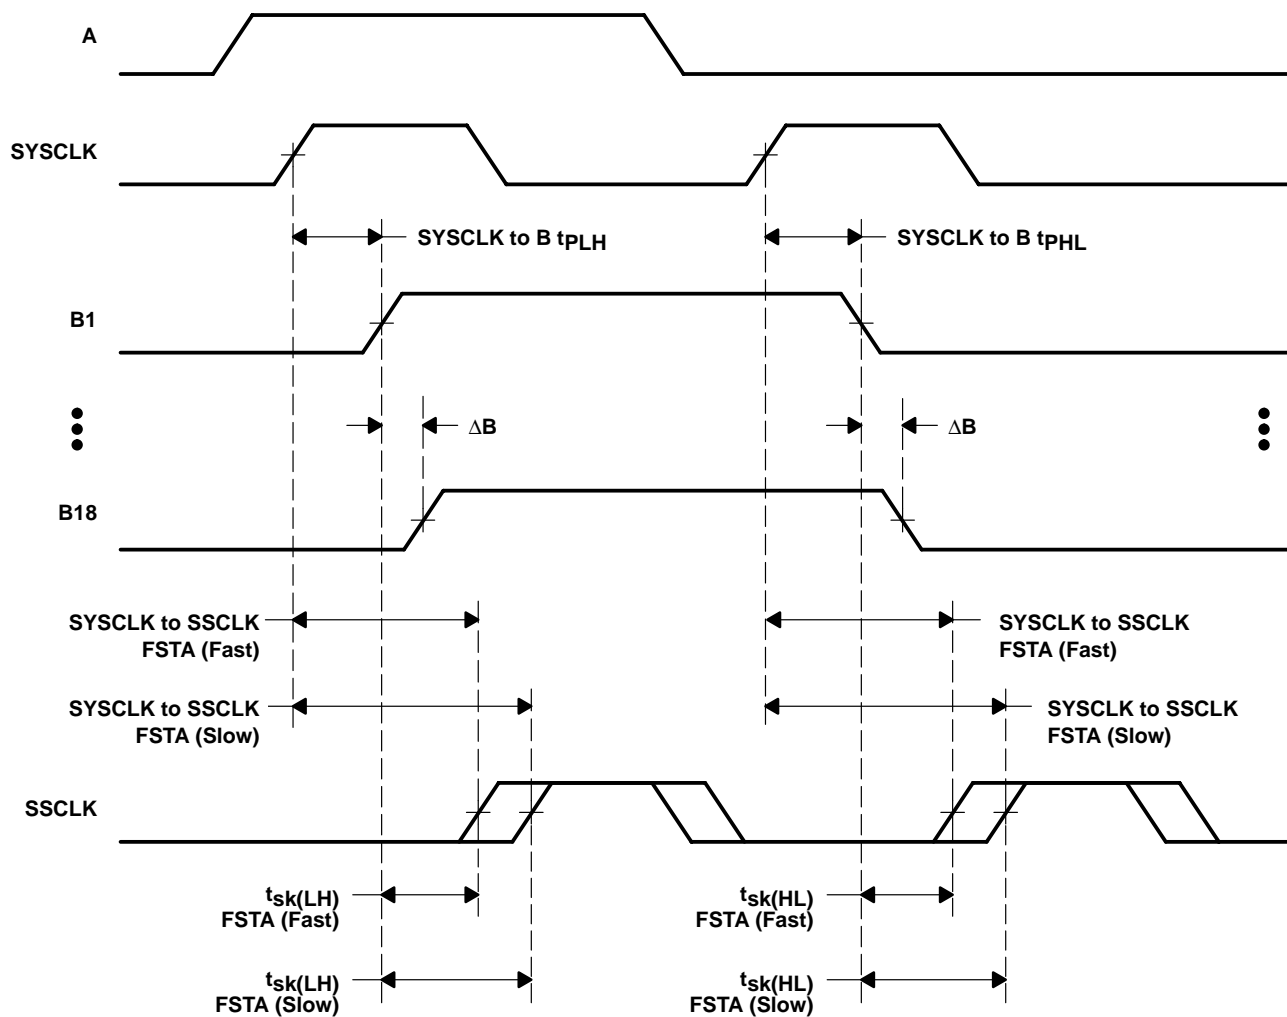 A
SYSCLK
SYSCLK to B tPLH
SYSCLK to B tPHL
B1
ΔB
ΔB
B18
SYSCLK to SSCLK
FSTA (Fast)
SYSCLK to SSCLK
FSTA (Fast)
SYSCLK to SSCLK
FSTA (Slow)
SYSCLK to SSCLK
FSTA (Slow)
SSCLK
tsk(LH)
FSTA (Fast)
tsk(HL)
FSTA (Fast)
tsk(LH)
FSTA (Slow)
tsk(HL)
FSTA (Slow)